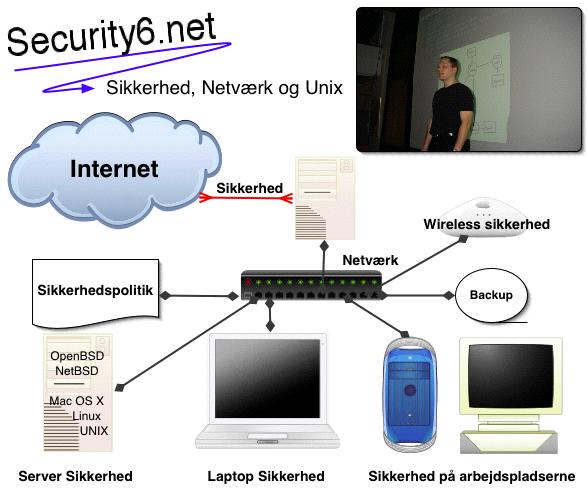 Security6.net
Sikkerhed, Netværk og Unix
Internet
Sikkerhed
Wireless sikkerhed
Netværk
Sikkerhedspolitik
Backup
OpenBSD
NetBSD
Mac OS X
Linux
UNIX
Server Sikkerhed
Laptop Sikkerhed
Sikkerhed på arbejdspladserne